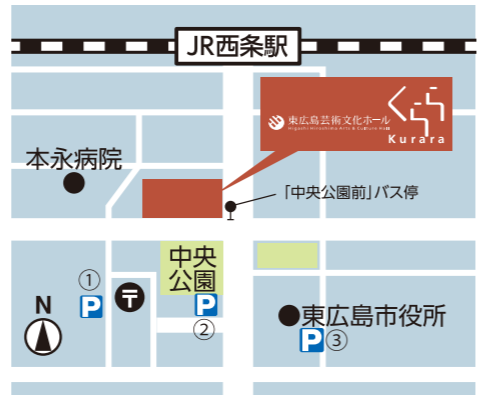 JR西条駅
東広島芸術文化ホール
Higashi Hiroshima Arts & Culture Hall
くらら
Kurara
本永病院
「中央公園前」バス停
中央
公園
①
P
〒
P
②
N
東広島市役所
P③